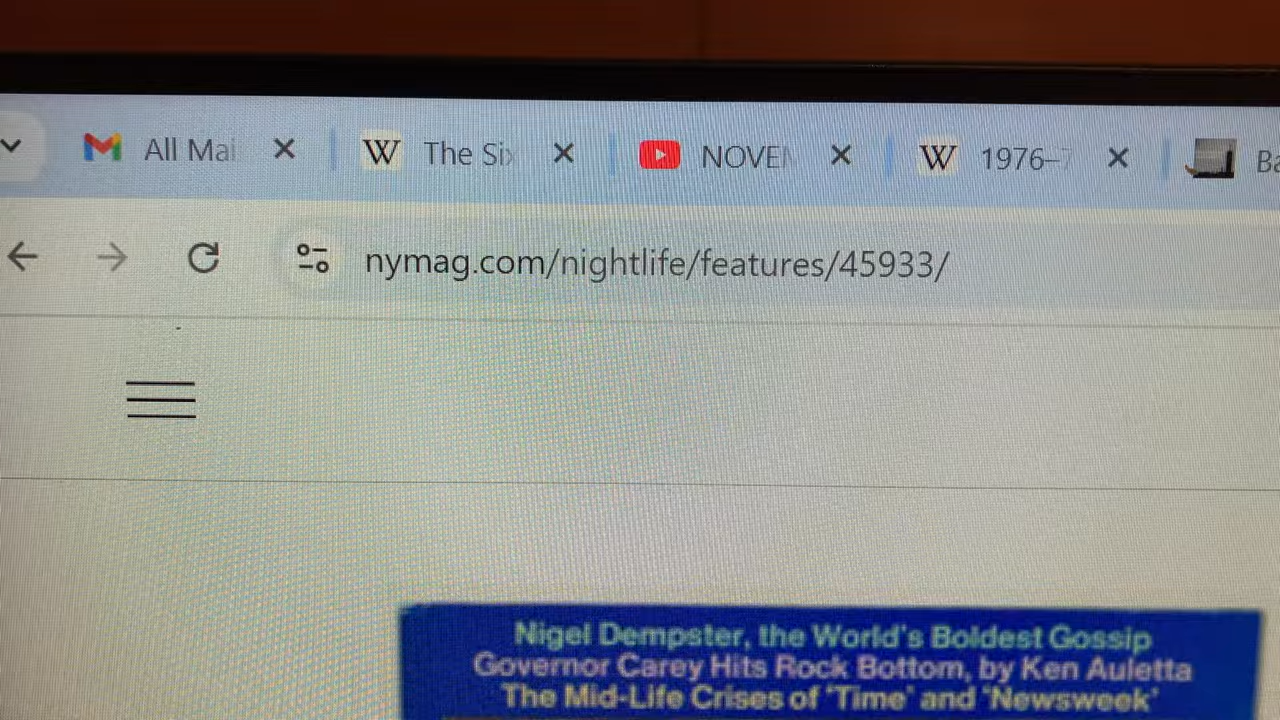 All Mai
The Six
NOVEM
1976–7
Ba
nymag.com/nightlife/features/45933/
Nigel Dempster, the World's Boldest Gossip
Governor Carey Hits Rock Bottom, by Ken Auletta
The Mid-Life Crises of 'Time' and 'Newsweek'